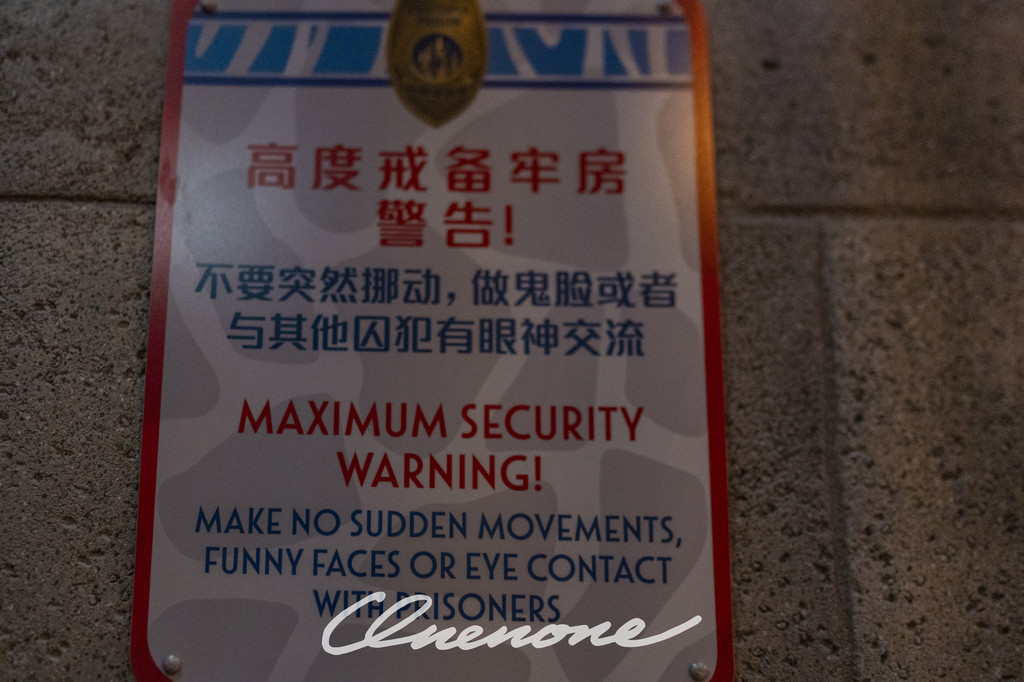 高度戒备牢房
警告!
不要突然挪动，做鬼脸或者
与其他囚犯有眼神交流
MAXIMUM SECURITY
WARNING!
MAKE NO SUDDEN MOVEMENTS,
FUNNY FACES OR EYE CONTACT
WITH PRISONERS
Onenone